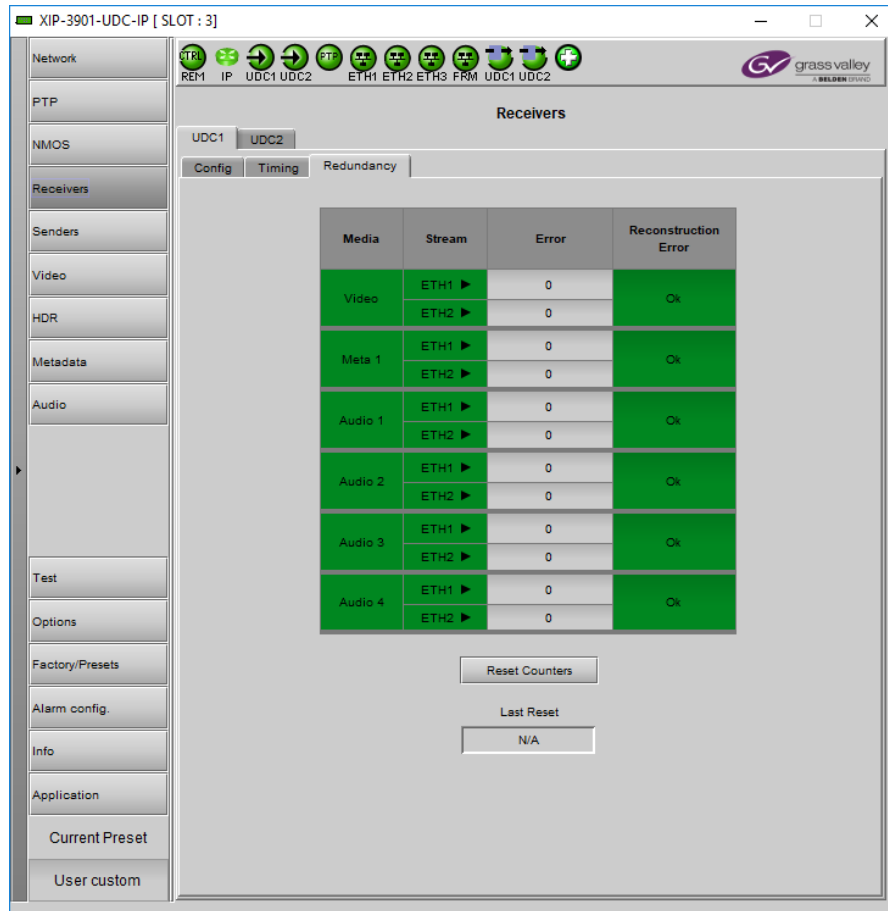 XIP-3901-UDC-IP [ SLOT : 3]
Network
PTP
NMOS
Receivers
Senders
Video
HDR
Metadata
Audio
Test
Options
Factory/Presets
Alarm config.
Info
Application
Current Preset
User custom
CTRL PTP
REM IP UDC1 UDC2 ETH1 ETH2 ETH3 FRM UDC1 UDC2
GV grass valley
A BELDEN BRAND
Receivers
UDC1 UDC2
Config Timing Redundancy
Media Stream Error Reconstruction Error
Video ETH1 0 Ok
ETH2 0
Meta 1 ETH1 0 Ok
ETH2 0
Audio 1 ETH1 0 Ok
ETH2 0
Audio 2 ETH1 0 Ok
ETH2 0
Audio 3 ETH1 0 Ok
ETH2 0
Audio 4 ETH1 0 Ok
ETH2 0
Reset Counters
Last Reset
N/A